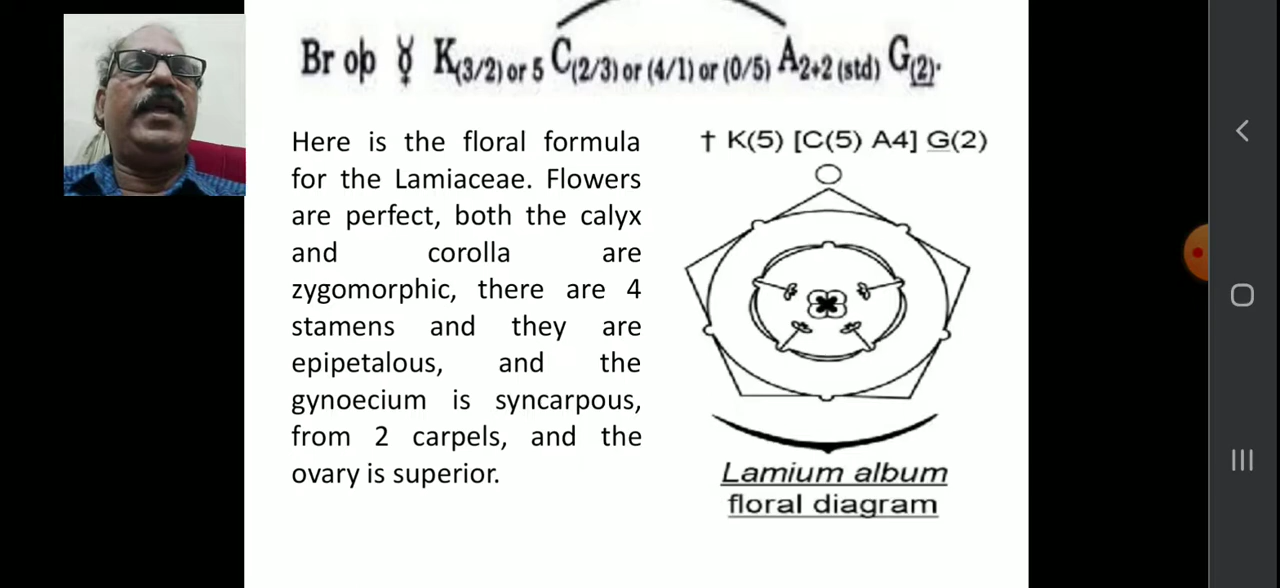 Br o|o ☿ K(3/2) or 5 C(2/3) or (4/1) or (0/5) A2+2 (std) G(2).
Here is the floral formula
for the Lamiaceae. Flowers
are perfect, both the calyx
and corolla are
zygomorphic, there are 4
stamens and they are
epipetalous, and the
gynoecium is syncarpous,
from 2 carpels, and the
ovary is superior.
† K(5) [C(5) A4] G(2)
Lamium album
floral diagram